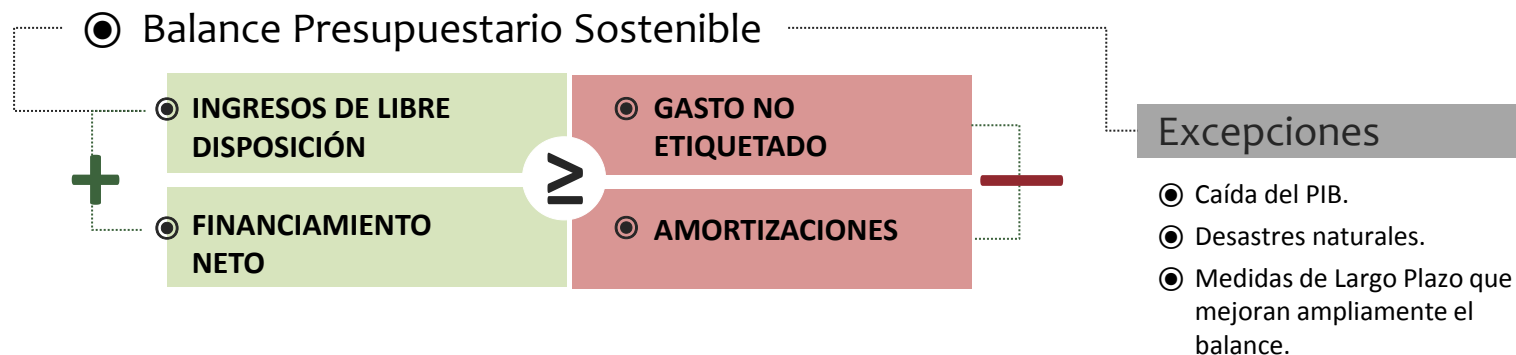 Balance Presupuestario Sostenible
INGRESOS DE LIBRE
DISPOSICIÓN
GASTO NO
ETIQUETADO
+
≥
—
FINANCIAMIENTO
NETO
AMORTIZACIONES
Excepciones
Caída del PIB.
Desastres naturales.
Medidas de Largo Plazo que
mejoran ampliamente el
balance.